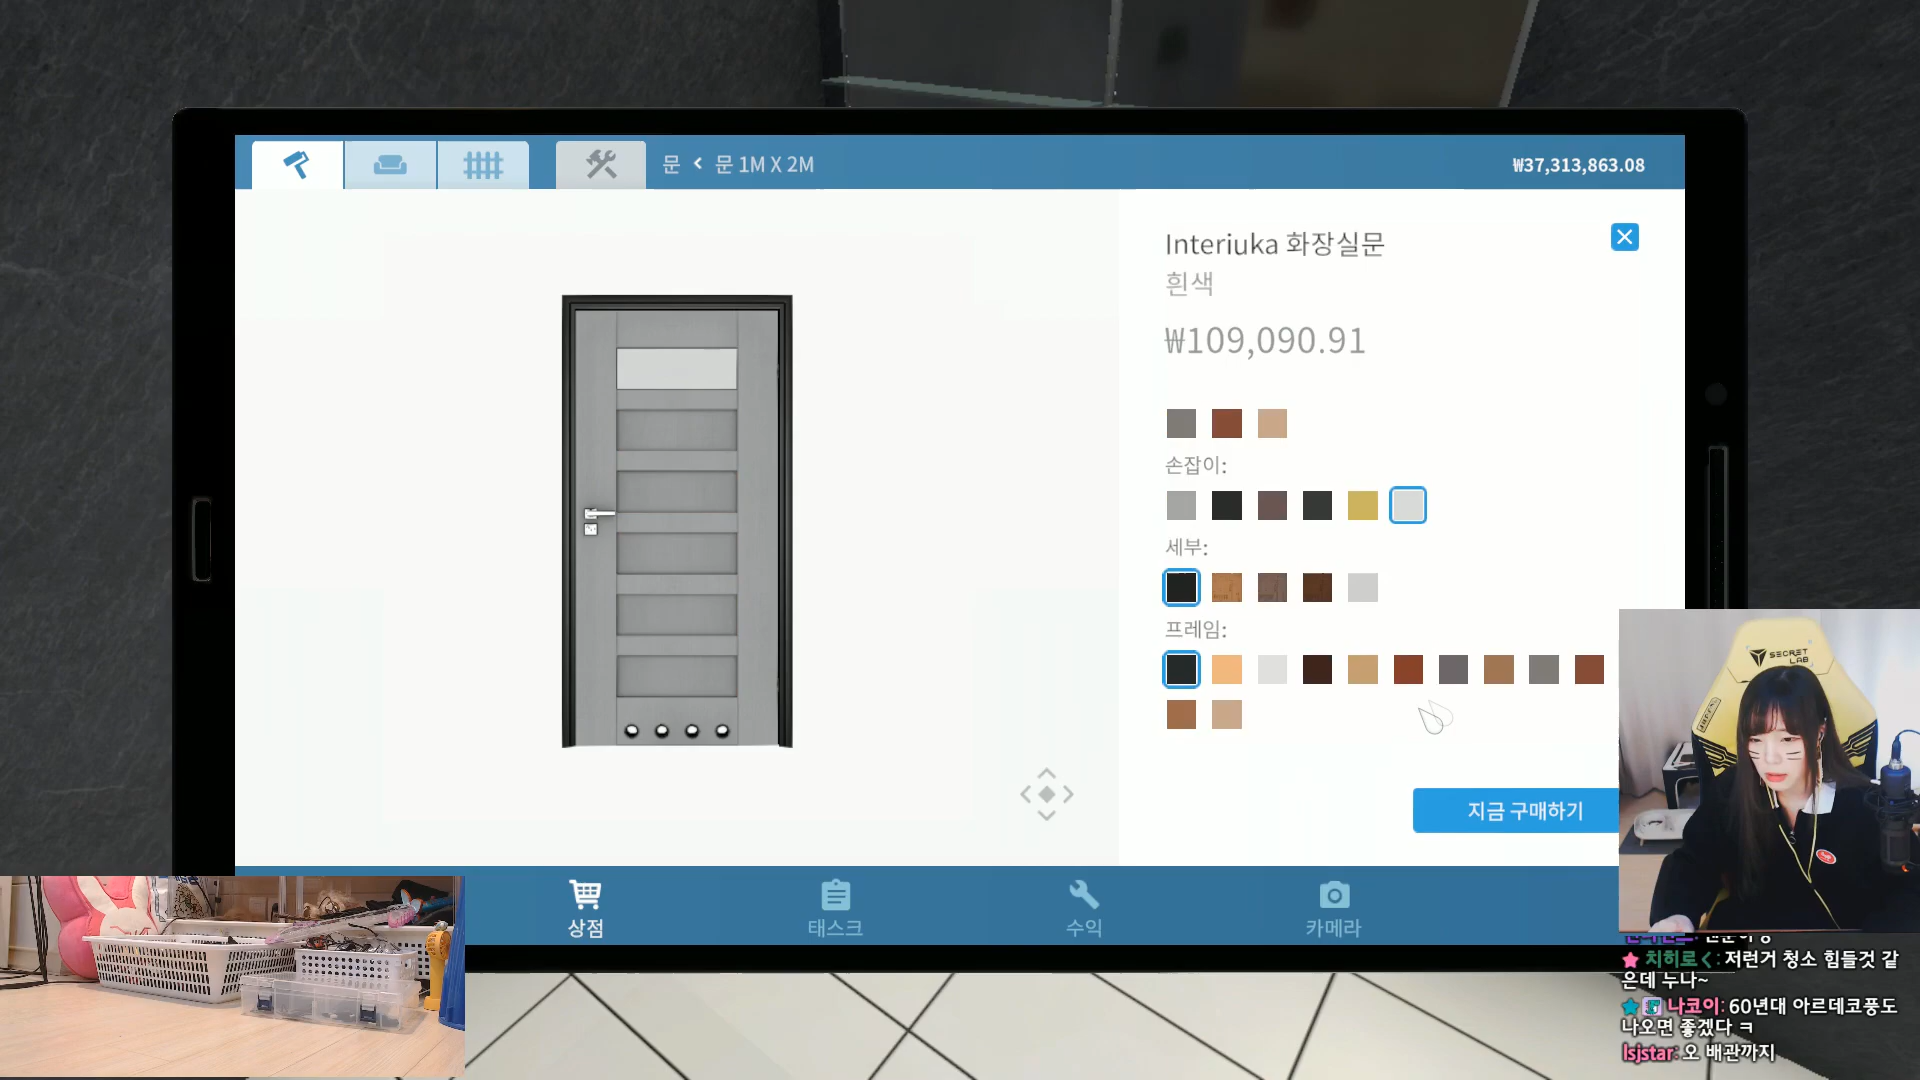 문 < 문 1M X 2M
₩37,313,863.08
Interiuka 화장실문
흰색
₩109,090.91
손잡이:
세부:
프레임:
지금 구매하기
상점
태스크
수익
카메라
SECRET
LAB
치히로く: 저런거 청소 힘들것 같
은데 누나~
나코이: 60년대 아르데코풍도
나오면 좋겠다 ㅋ
lsjstar: 오 배관까지